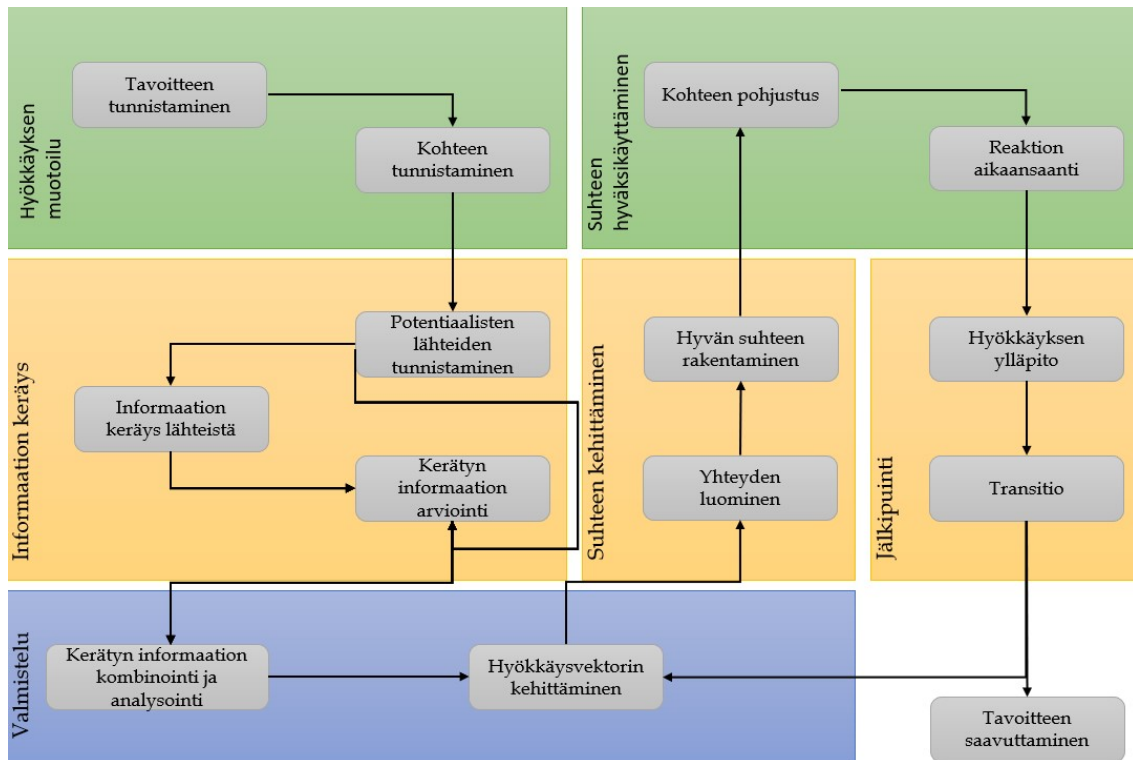 Hyökkäyksen
muotoilu
Tavoitteen
tunnistaminen
Kohteen
tunnistaminen
Suhteen
hyväksikäyttäminen
Kohteen pohjustus
Reaktion
aikaansaanti
Informaation keräys
Potentiaalisten
lähteiden
tunnistaminen
Informaation
keräys lähteistä
Kerätyn
informaation
arviointi
Suhteen kehittäminen
Hyvän suhteen
rakentaminen
Yhteyden
luominen
Jälkipuinti
Hyökkäyksen
ylläpito
Transitio
Valmistelu
Kerätyn informaation
kombinointi ja
analysointi
Hyökkäysvektorin
kehittäminen
Tavoitteen
saavuttaminen